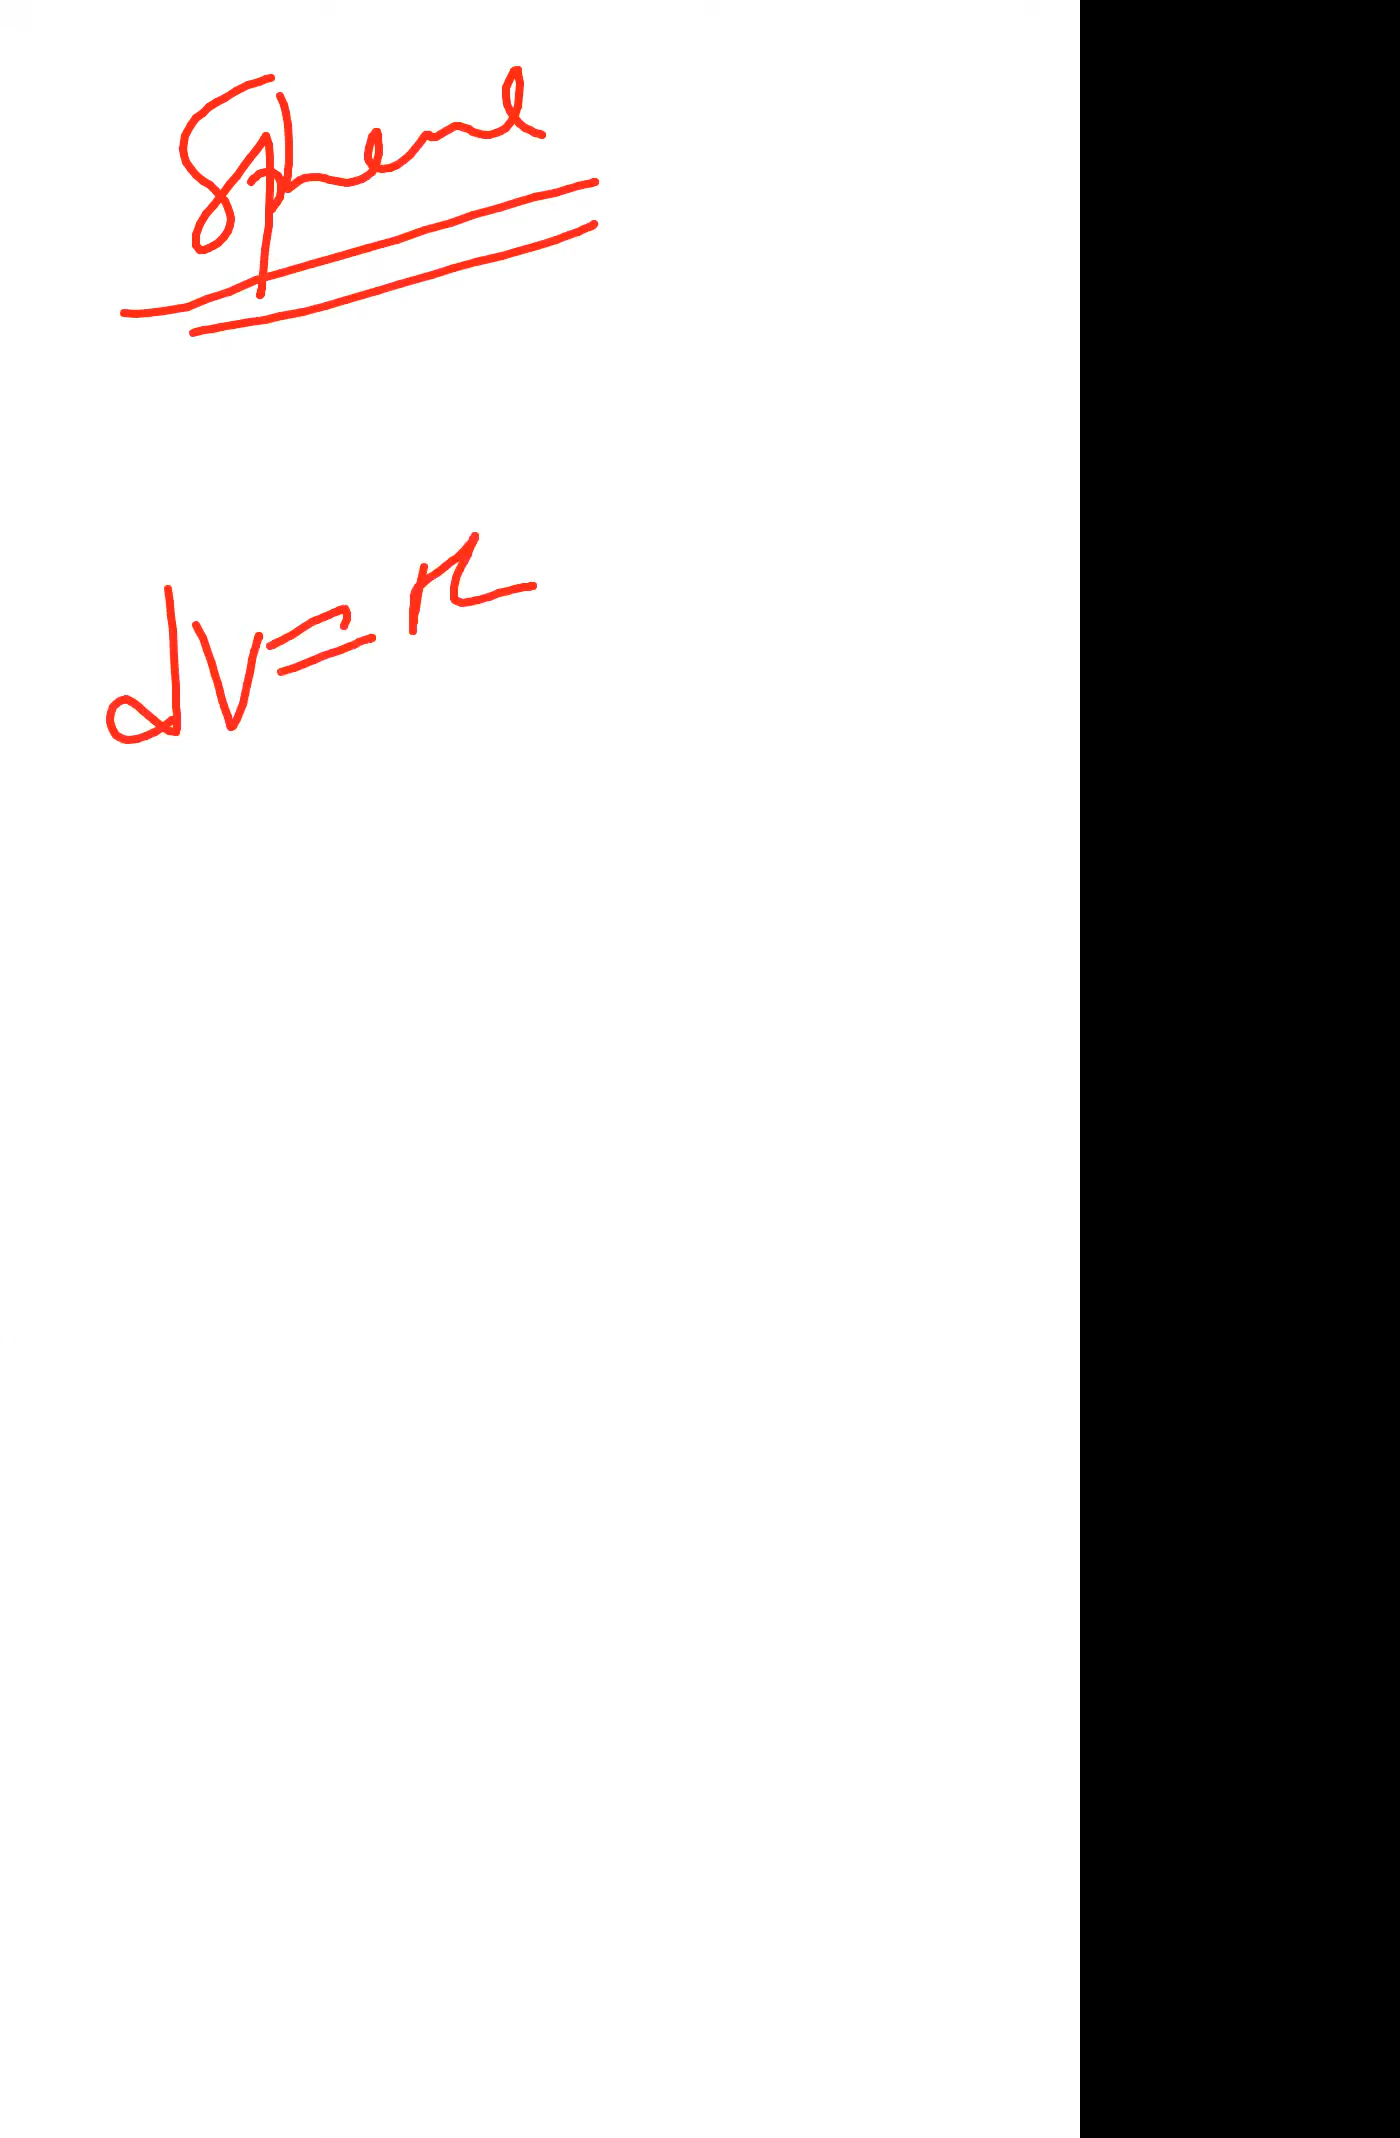 Sphere
dV = r